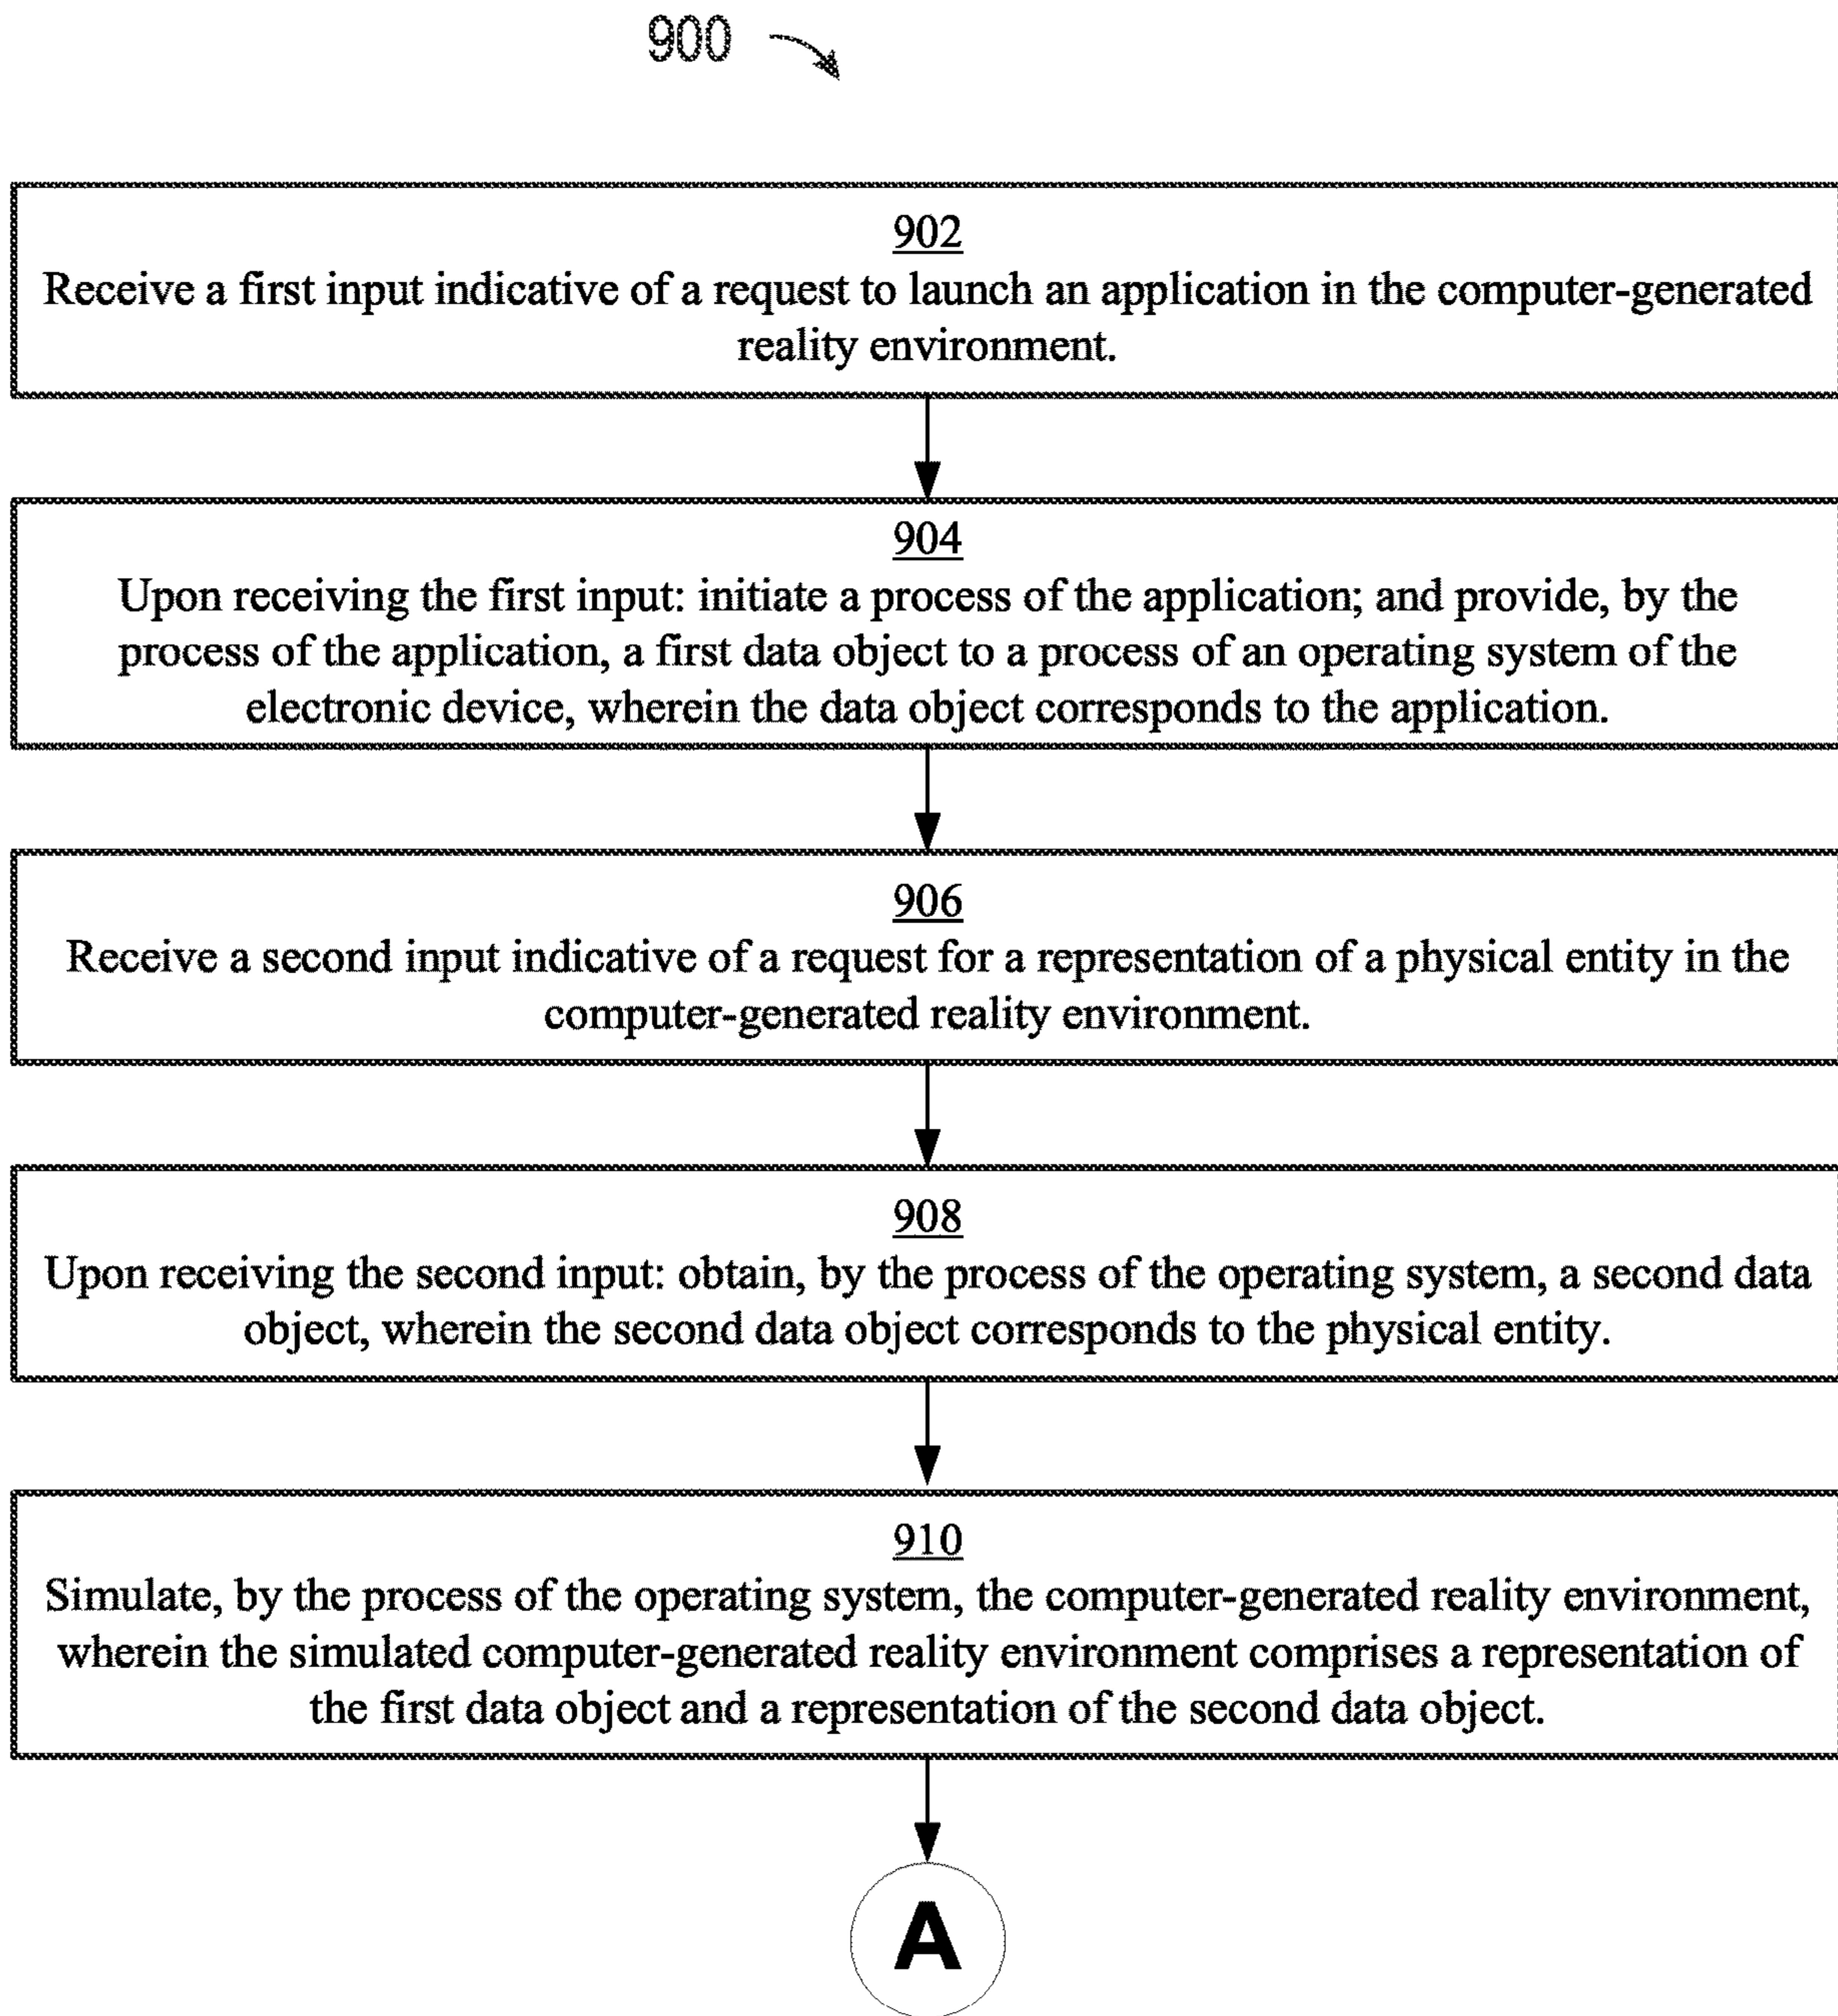 900
902
Receive a first input indicative of a request to launch an application in the computer-generated
reality environment.
904
Upon receiving the first input: initiate a process of the application; and provide, by the
process of the application, a first data object to a process of an operating system of the
electronic device, wherein the data object corresponds to the application.
906
Receive a second input indicative of a request for a representation of a physical entity in the
computer-generated reality environment.
908
Upon receiving the second input: obtain, by the process of the operating system, a second data
object, wherein the second data object corresponds to the physical entity.
910
Simulate, by the process of the operating system, the computer-generated reality environment,
wherein the simulated computer-generated reality environment comprises a representation of
the first data object and a representation of the second data object.
A